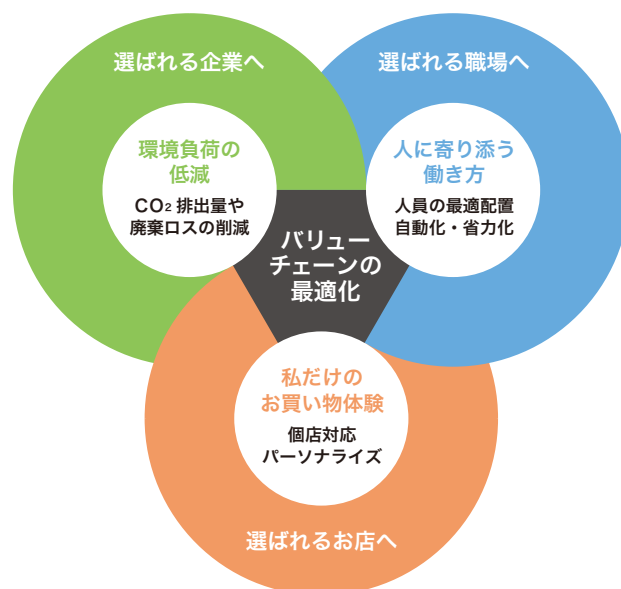 選ばれる企業へ
環境負荷の
低減
CO₂ 排出量や
廃棄ロスの削減
選ばれる職場へ
人に寄り添う
働き方
人員の最適配置
自動化・省力化
バリュー
チェーンの
最適化
私だけの
お買い物体験
個店対応
パーソナライズ
選ばれるお店へ